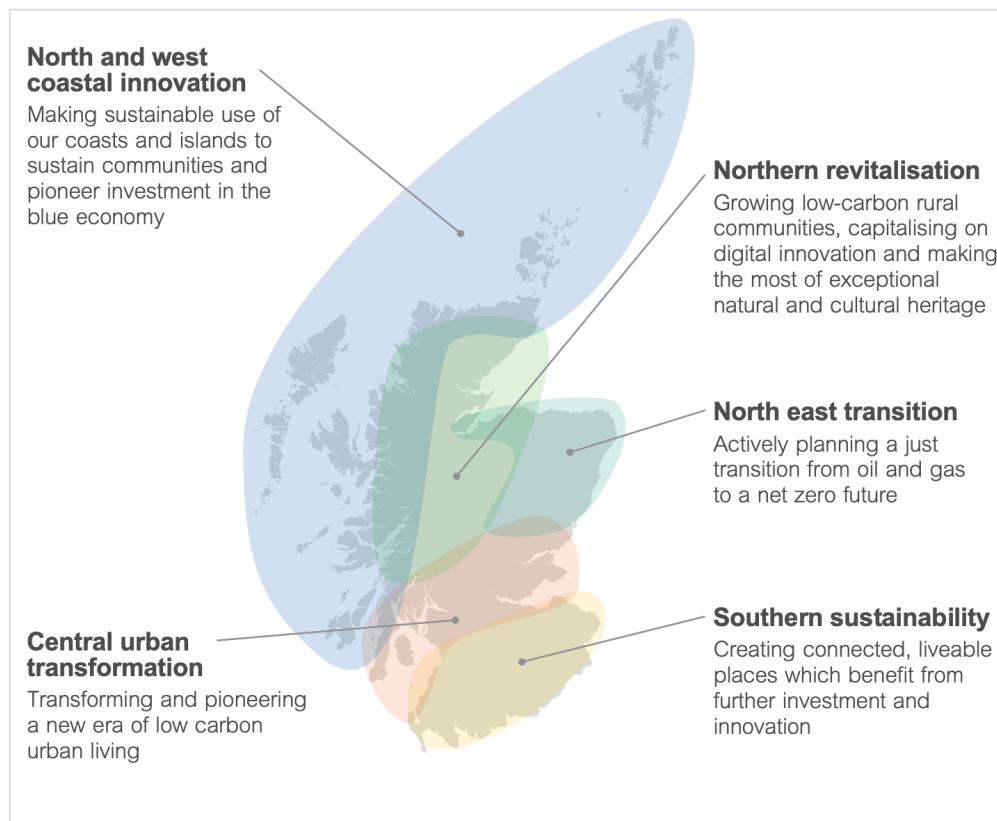 North and west
coastal innovation
Making sustainable use of
our coasts and islands to
sustain communities and
pioneer investment in the
blue economy
Northern revitalisation
Growing low-carbon rural
communities, capitalising on
digital innovation and making
the most of exceptional
natural and cultural heritage
North east transition
Actively planning a just
transition from oil and gas
to a net zero future
Central urban
transformation
Transforming and pioneering
a new era of low carbon
urban living
Southern sustainability
Creating connected, liveable
places which benefit from
further investment and
innovation